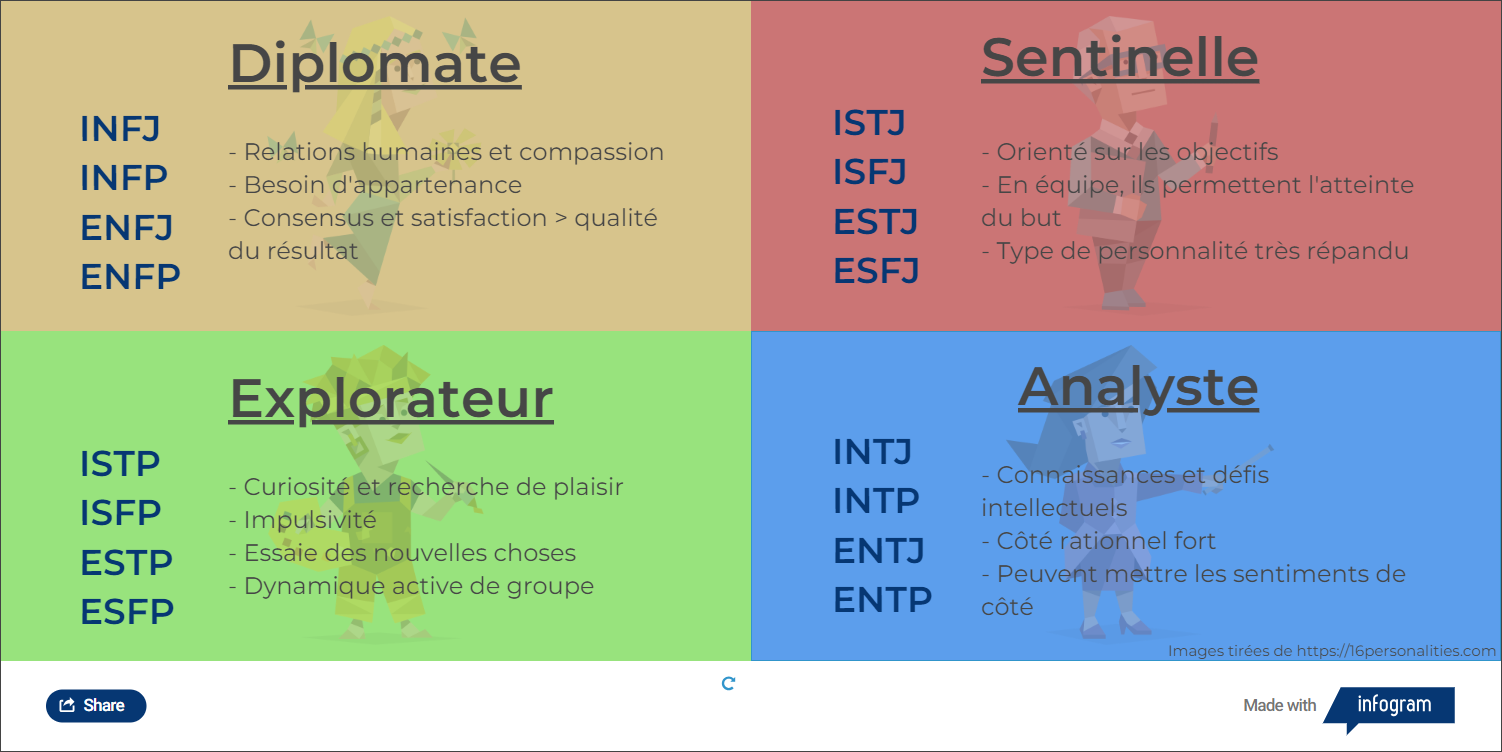 Diplomate
INFJ
INFP
ENFJ
ENFP
- Relations humaines et compassion
- Besoin d'appartenance
- Consensus et satisfaction > qualité
du résultat
Sentinelle
ISTJ
ISFJ
ESTJ
ESFJ
- Orienté sur les objectifs
- En équipe, ils permettent l'atteinte
du but
- Type de personnalité très répandu
Explorateur
ISTP
ISFP
ESTP
ESFP
- Curiosité et recherche de plaisir
- Impulsivité
- Essaie des nouvelles choses
- Dynamique active de groupe
Analyste
INTJ
INTP
ENTJ
ENTP
- Connaissances et défis
intellectuels
- Côté rationnel fort
- Peuvent mettre les sentiments de
côté
Images tirées de https://16personalities.com
Share
Made with infogram